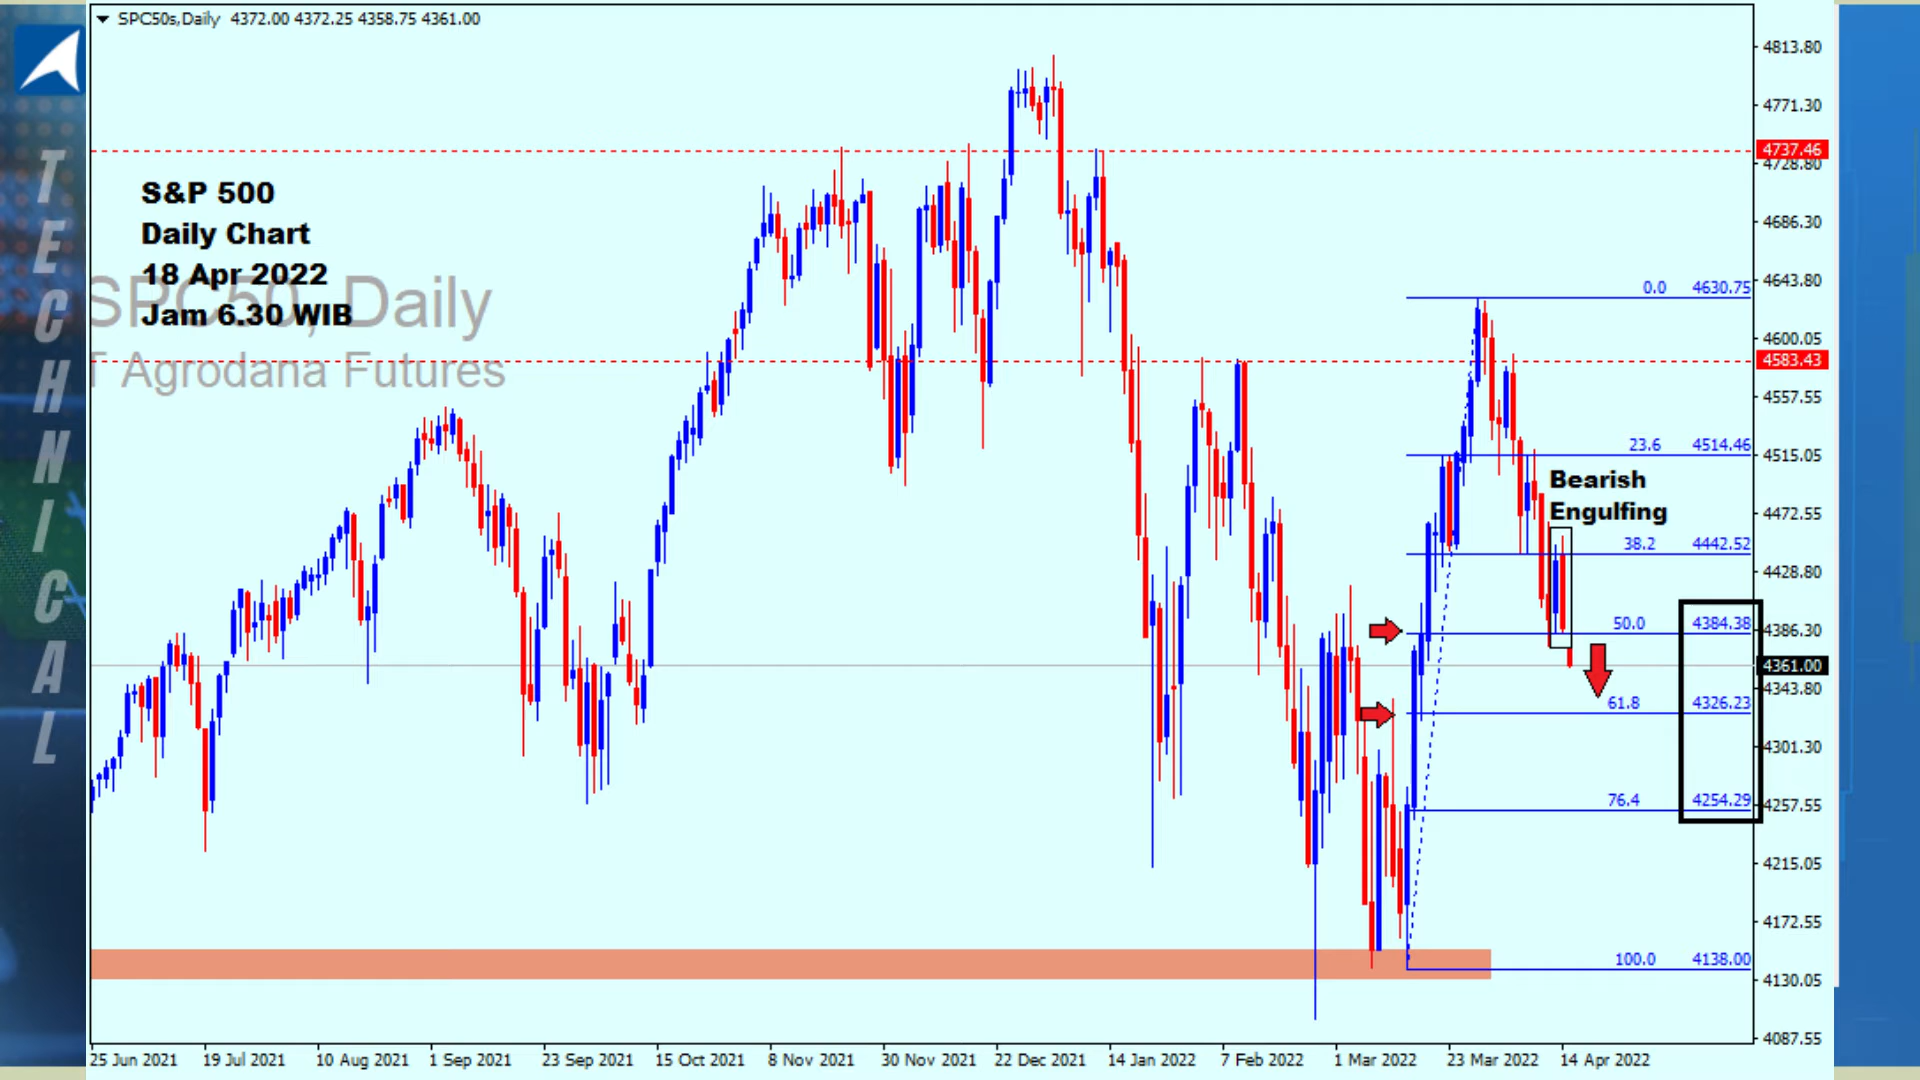 SPC50s,Daily 4372.00 4372.25 4358.75 4361.00
TECHNICAL
S&P 500
Daily Chart
18 Apr 2022
Jam 6.30 WIB
SPC50, Daily
T Agrodana Futures
Bearish
Engulfing
0.0 4630.75
23.6 4514.46
38.2 4442.52
50.0 4384.38
61.8 4326.23
76.4 4254.29
100.0 4138.00
4813.80
4771.30
4737.46
4728.80
4686.30
4643.80
4600.05
4583.43
4557.55
4515.05
4472.55
4428.80
4386.30
4361.00
4343.80
4301.30
4257.55
4215.05
4172.55
4130.05
4087.55
25 Jun 2021 19 Jul 2021 10 Aug 2021 1 Sep 2021 23 Sep 2021 15 Oct 2021 8 Nov 2021 30 Nov 2021 22 Dec 2021 14 Jan 2022 7 Feb 2022 1 Mar 2022 23 Mar 2022 14 Apr 2022